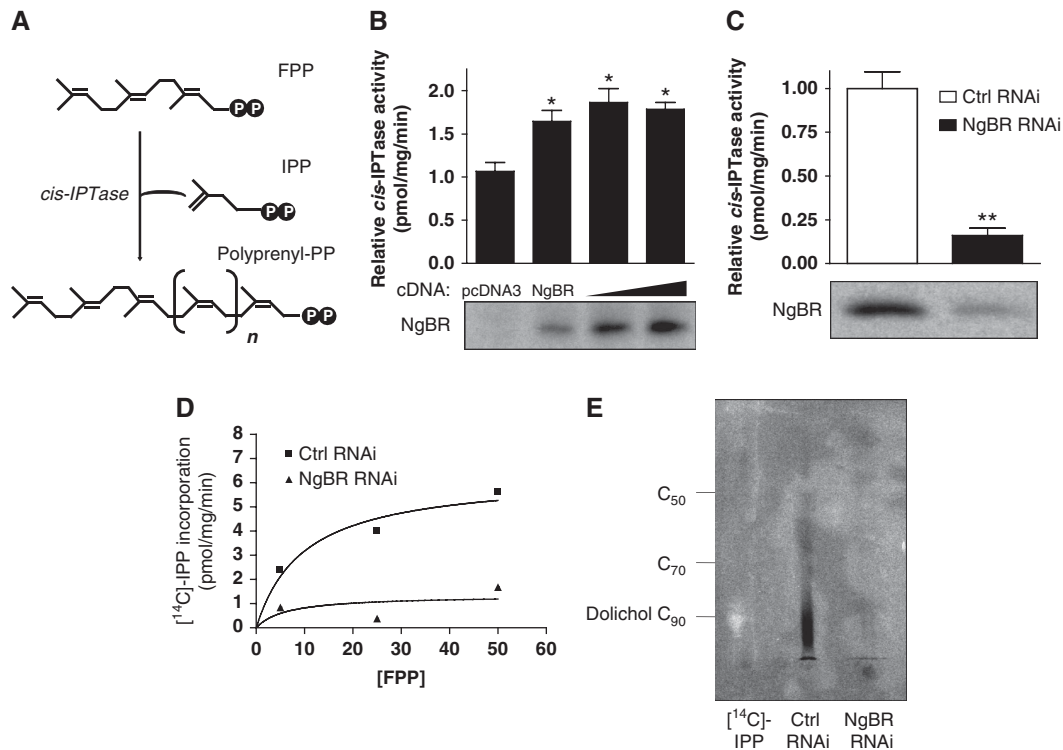 A
FPP
P P
IPP
cis-IPTase
P P
Polyprenyl-PP
P P
n
B
Relative cis-IPTase activity
(pmol/mg/min)
2.0
1.5
1.0
0.5
0.0
*
*
*
cDNA: pcDNA3 NgBR
NgBR
C
Relative cis-IPTase activity
(pmol/mg/min)
1.00
0.75
0.50
0.25
0.00
Ctrl RNAi
NgBR RNAi
**
NgBR
D
[14C]-IPP incorporation
(pmol/mg/min)
8
7
6
5
4
3
2
1
0
Ctrl RNAi
NgBR RNAi
0 10 20 30 40 50 60
[FPP]
E
C50
C70
Dolichol C90
[14C]-
IPP
Ctrl
RNAi
NgBR
RNAi